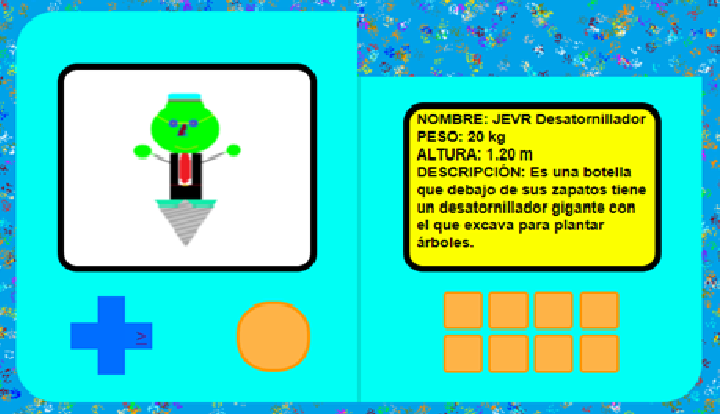 NOMBRE: JEVR Desatornillador
PESO: 20 kg
ALTURA: 1.20 m
DESCRIPCIÓN: Es una botella
que debajo de sus zapatos tiene
un desatornillador gigante con
el que excava para plantar
árboles.
≥